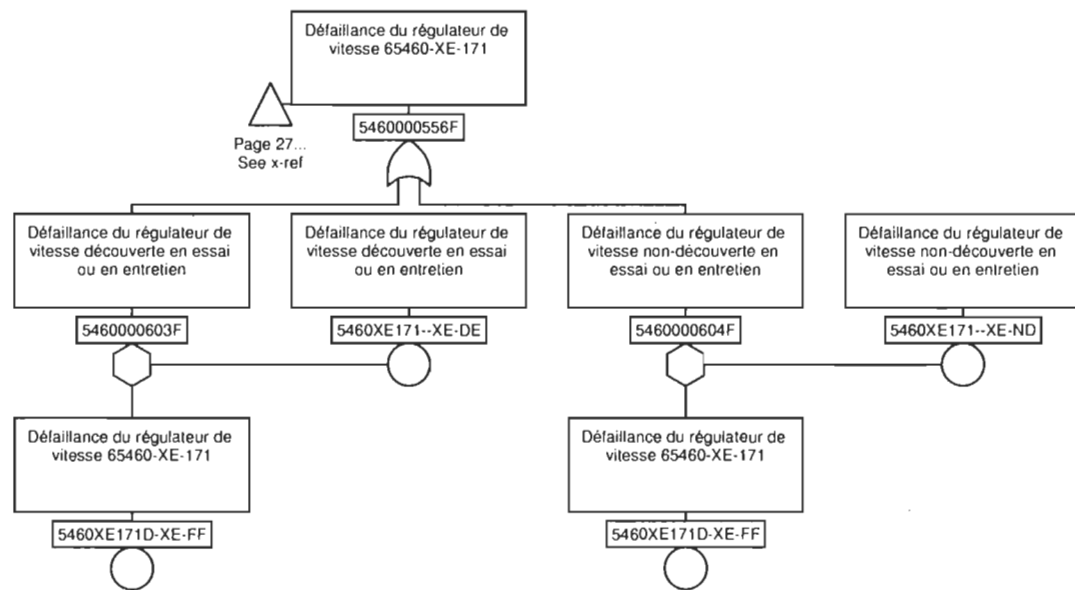 Défaillance du régulateur de
vitesse 65460-XE-171
Page 27...
See x-ref
5460000556F
Défaillance du régulateur de
vitesse découverte en essai
ou en entretien
5460000603F
Défaillance du régulateur de
vitesse découverte en essai
ou en entretien
5460XE171--XE-DE
Défaillance du régulateur de
vitesse non-découverte en
essai ou en entretien
5460000604F
Défaillance du régulateur de
vitesse non-découverte en
essai ou en entretien
5460XE171--XE-ND
Défaillance du régulateur de
vitesse 65460-XE-171
5460XE171D-XE-FF
Défaillance du régulateur de
vitesse 65460-XE-171
5460XE171D-XE-FF